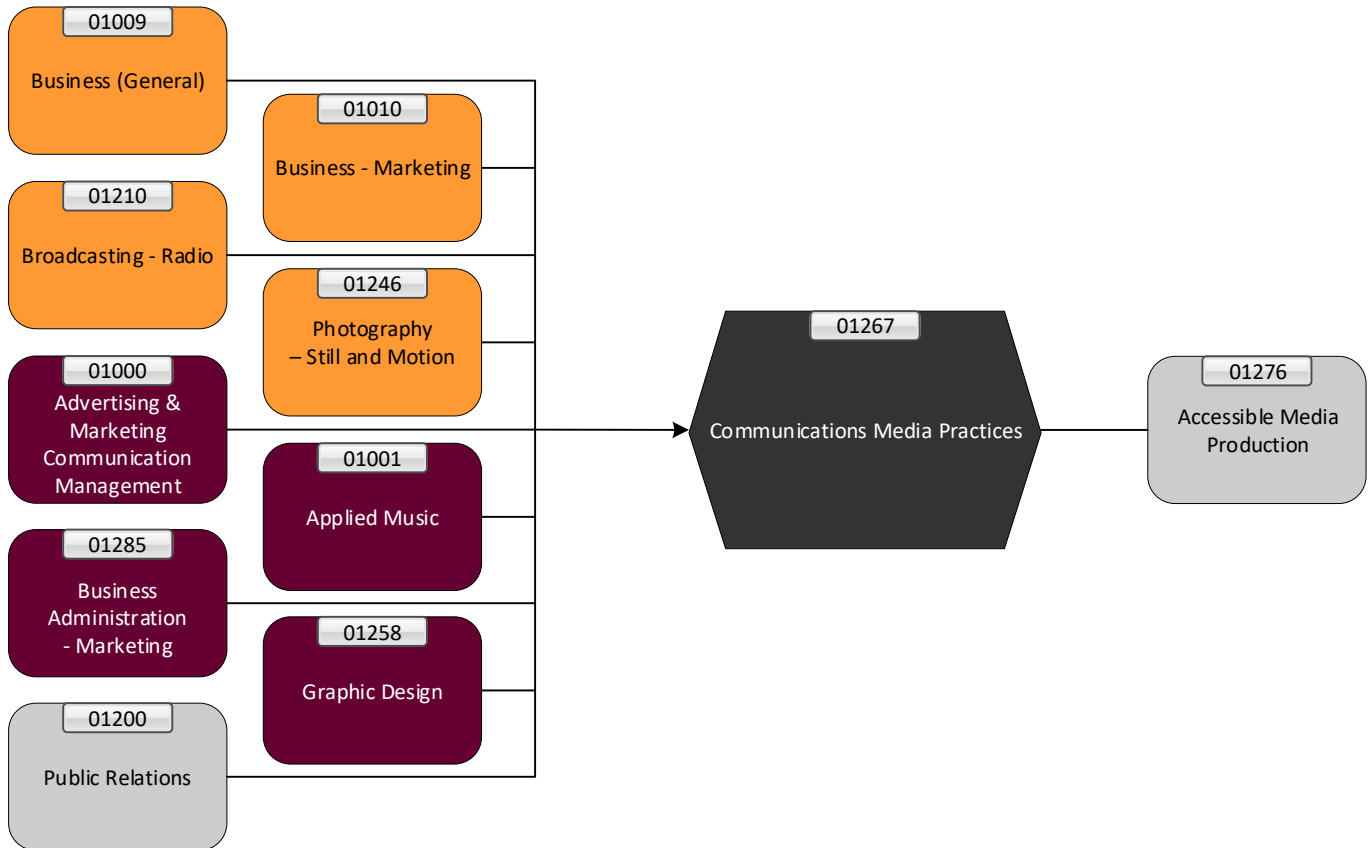 01009
Business (General)
01010
Business - Marketing
01210
Broadcasting - Radio
01246
Photography
– Still and Motion
01000
Advertising &
Marketing
Communication
Management
01001
Applied Music
01285
Business
Administration
- Marketing
01258
Graphic Design
01200
Public Relations
01267
Communications Media Practices
01276
Accessible Media
Production